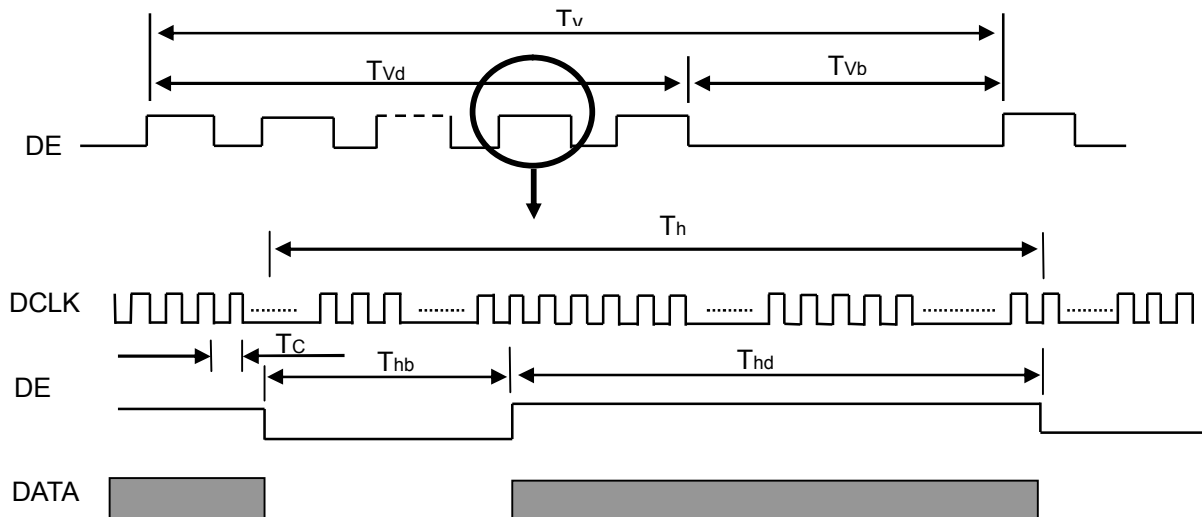 Tv
TVd
TVb
DE
Th
DCLK
TC
Thb
Thd
DE
DATA